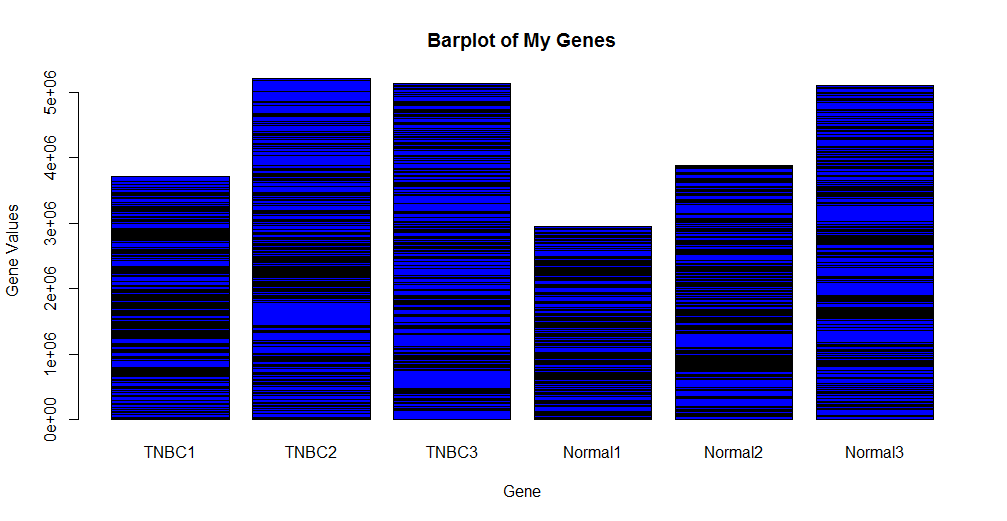 Barplot of My Genes
Gene Values
5e+06
4e+06
3e+06
2e+06
1e+06
0e+00
TNBC1 TNBC2 TNBC3 Normal1 Normal2 Normal3
Gene